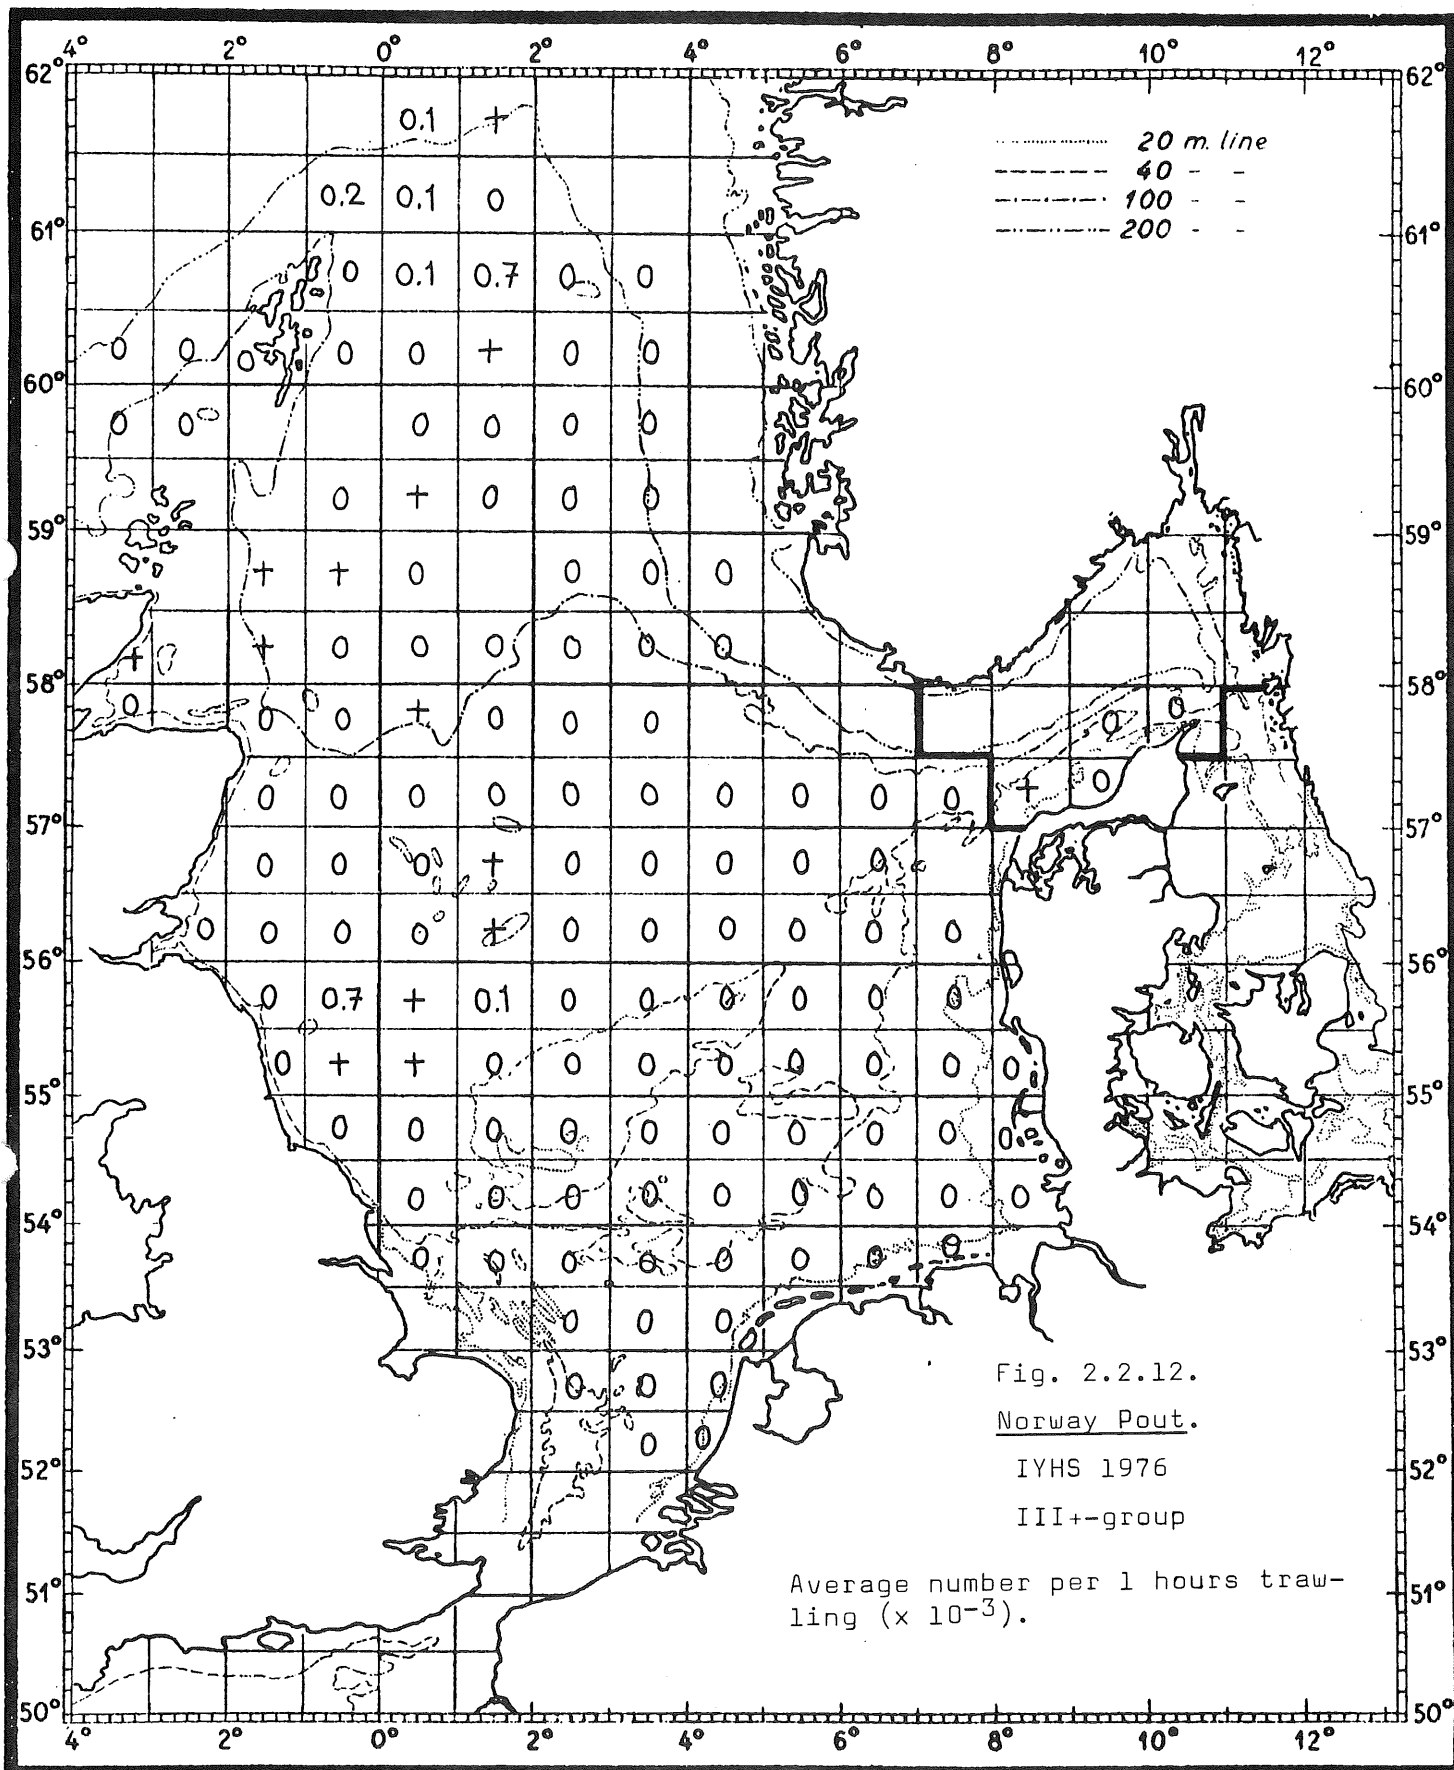 4° 2° 0° 2° 4° 6° 8° 10° 12°
62° 62°
0.1 +
20 m. line
40 - -
100 - -
200 - -
0.2 0.1 0
61° 61°
0 0.1 0.7 0 0
0 0 0 0 0 + 0 0
60° 60°
0 0 0 0 0 0
0 + 0 0 0
59° 59°
+ + 0 0 0 0
+ + 0 0 0 0 0 0
58° 58°
0 0 0 + 0 0 0 0 0
0 0 0 0 0 0 0 0 0 0 + 0
57° 57°
0 0 0 + 0 0 0 0 0
0 0 0 0 + 0 0 0 0 0 0
56° 56°
0 0.7 + 0.1 0 0 0 0 0 0
0 + + 0 0 0 0 0 0 0 0
55° 55°
0 0 0 0 0 0 0 0 0 0
0 0 0 0 0 0 0 0 0
54° 54°
0 0 0 0 0 0 0 0
0 0 0
53° 53°
0 0 0
Fig. 2.2.12.
Norway Pout.
0 0
52° 52°
IYHS 1976
III+-group
51° 51°
Average number per 1 hours traw-
ling (x 10-3).
50° 50°
4° 2° 0° 2° 4° 6° 8° 10° 12°